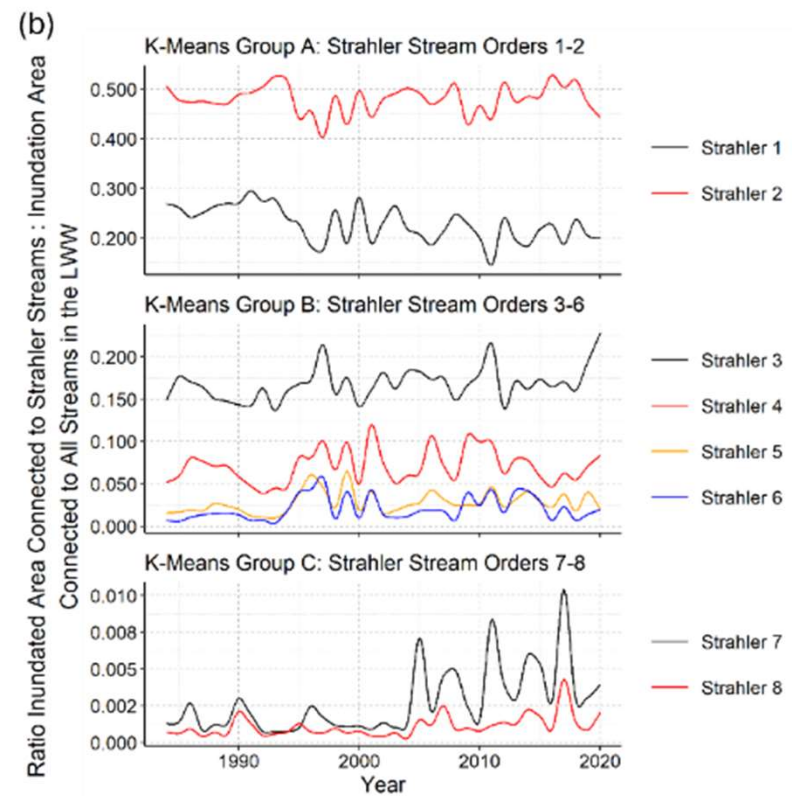 (b)
Ratio Inundated Area Connected to Strahler Streams : Inundation Area
Connected to All Streams in the LWW
K-Means Group A: Strahler Stream Orders 1-2
0.500
0.400
0.300
0.200
Strahler 1
Strahler 2
K-Means Group B: Strahler Stream Orders 3-6
0.200
0.150
0.100
0.050
0.000
Strahler 3
Strahler 4
Strahler 5
Strahler 6
K-Means Group C: Strahler Stream Orders 7-8
0.010
0.008
0.005
0.002
0.000
Strahler 7
Strahler 8
1990
2000
2010
2020
Year